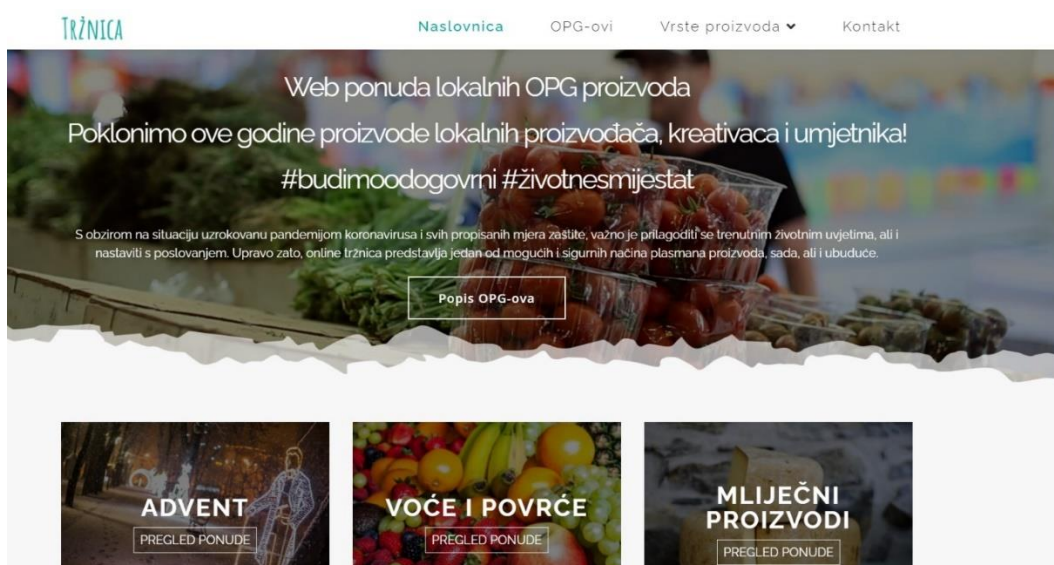 Tržnica
Naslovnica OPG-ovi Vrste proizvoda Kontakt
Web ponuda lokalnih OPG proizvoda
Poklonimo ove godine proizvode lokalnih proizvođača, kreativaca i umjetnika!
#budimoodogovrni #životnesmijestat
S obzirom na situaciju uzrokovanu pandemijom koronavirusa i svih propisanih mjera zaštite, važno je prilagoditi se trenutnim životnim uvjetima, ali i
nastaviti s poslovanjem. Upravo zato, online tržnica predstavlja jedan od mogućih i sigurnih načina plasmana proizvoda, sada, ali i ubuduće.
Popis OPG-ova
ADVENT
PREGLED PONUDE
VOĆE I POVRĆE
PREGLED PONUDE
MLIJEČNI
PROIZVODI
PREGLED PONUDE